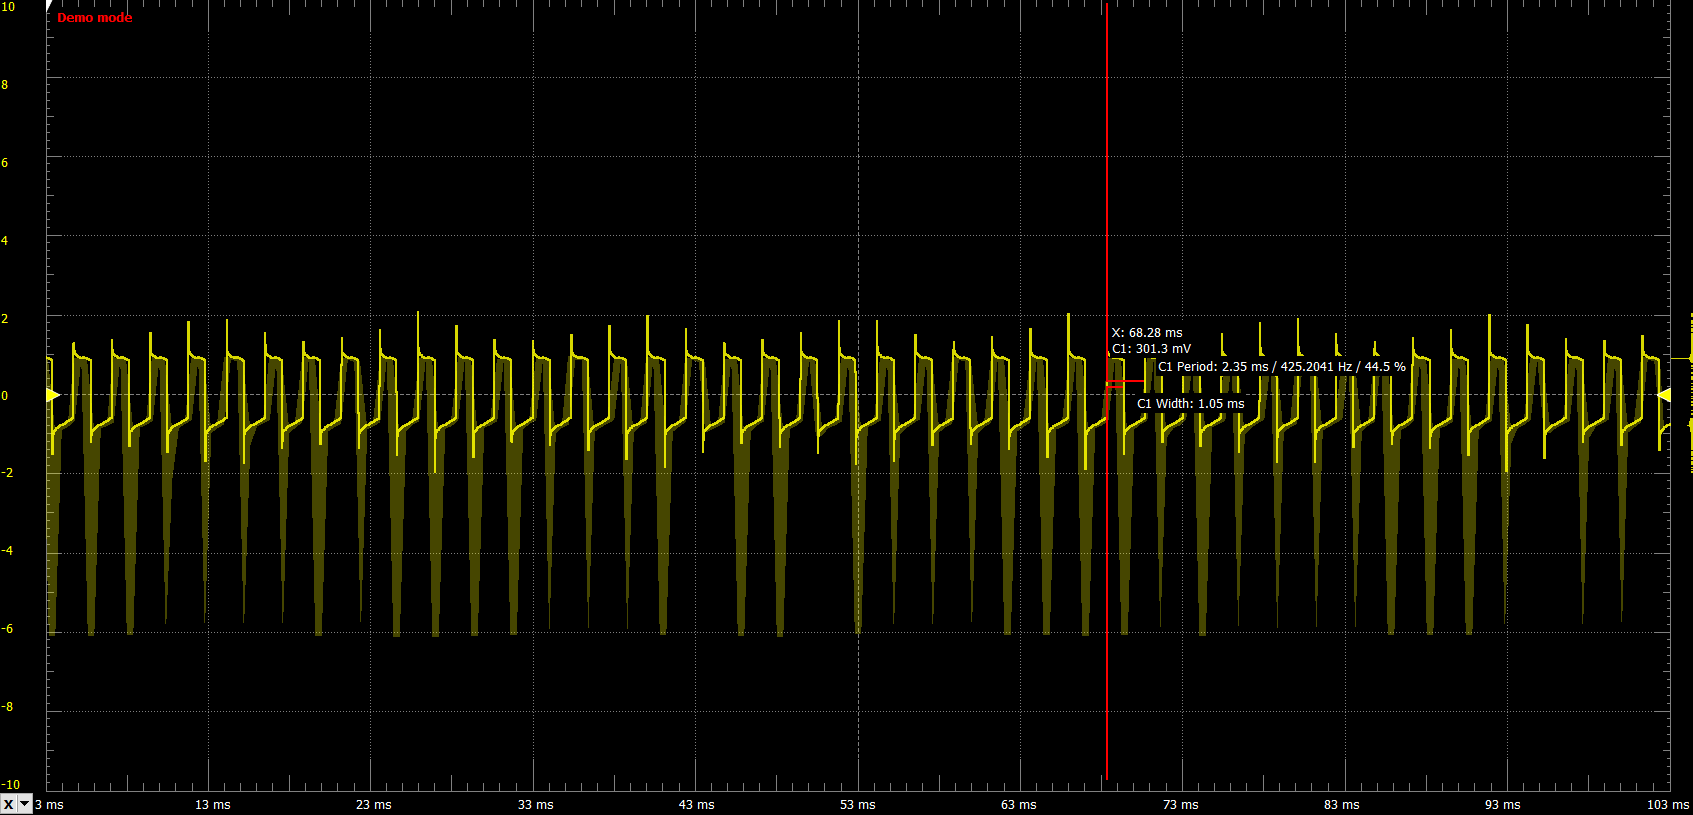 10
Demo mode
8
6
4
2
X: 68.28 ms
C1: 301.3 mV
C1 Period: 2.35 ms / 425.2041 Hz / 44.5 %
0
C1 Width: 1.05 ms
-2
-4
-6
-8
-10
X 3 ms 13 ms 23 ms 33 ms 43 ms 53 ms 63 ms 73 ms 83 ms 93 ms 103 ms